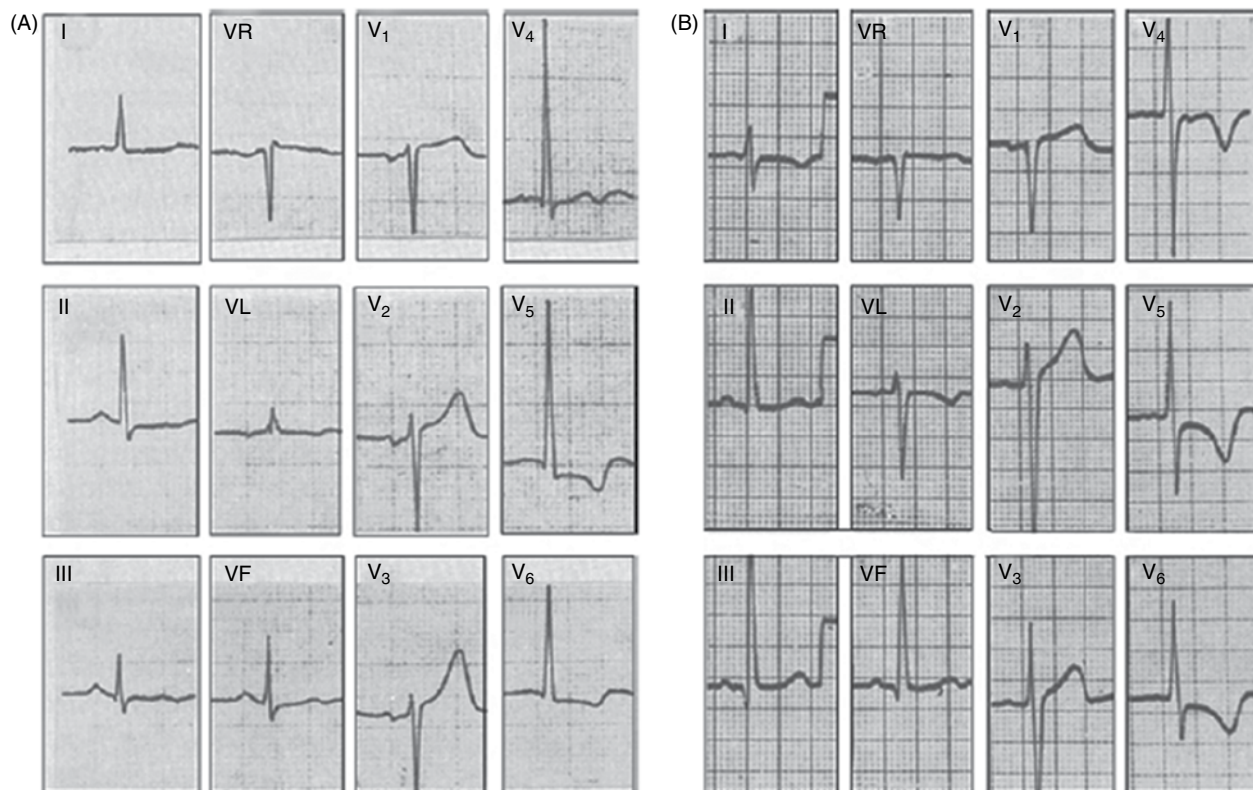 (A) I VR V₁ V₄ (B) I VR V₁ V₄
II VL V₂ V₅ II VL V₂ V₅
III VF V₃ V₆ III VF V₃ V₆